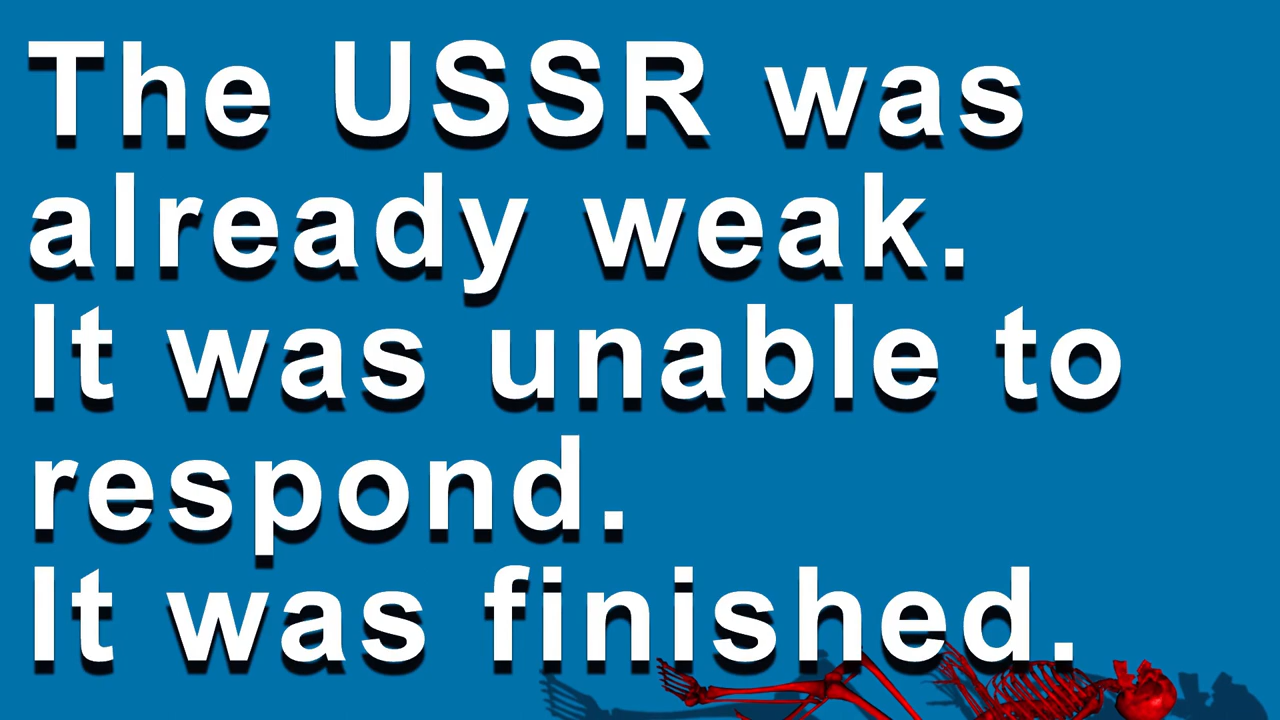 The USSR was
already weak.
It was unable to
respond.
It was finished.